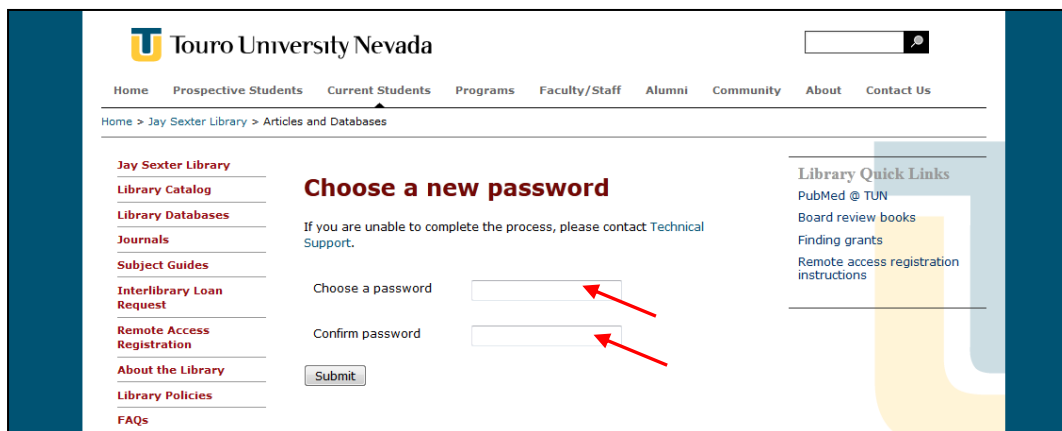 Touro University Nevada
Home Prospective Students Current Students Programs Faculty/Staff Alumni Community About Contact Us
Home > Jay Sexter Library > Articles and Databases
Jay Sexter Library
Library Catalog
Library Databases
Journals
Subject Guides
Interlibrary Loan
Request
Remote Access
Registration
About the Library
Library Policies
FAQs
Choose a new password
If you are unable to complete the process, please contact Technical
Support.
Choose a password
Confirm password
Submit
Library Quick Links
PubMed @ TUN
Board review books
Finding grants
Remote access registration
instructions